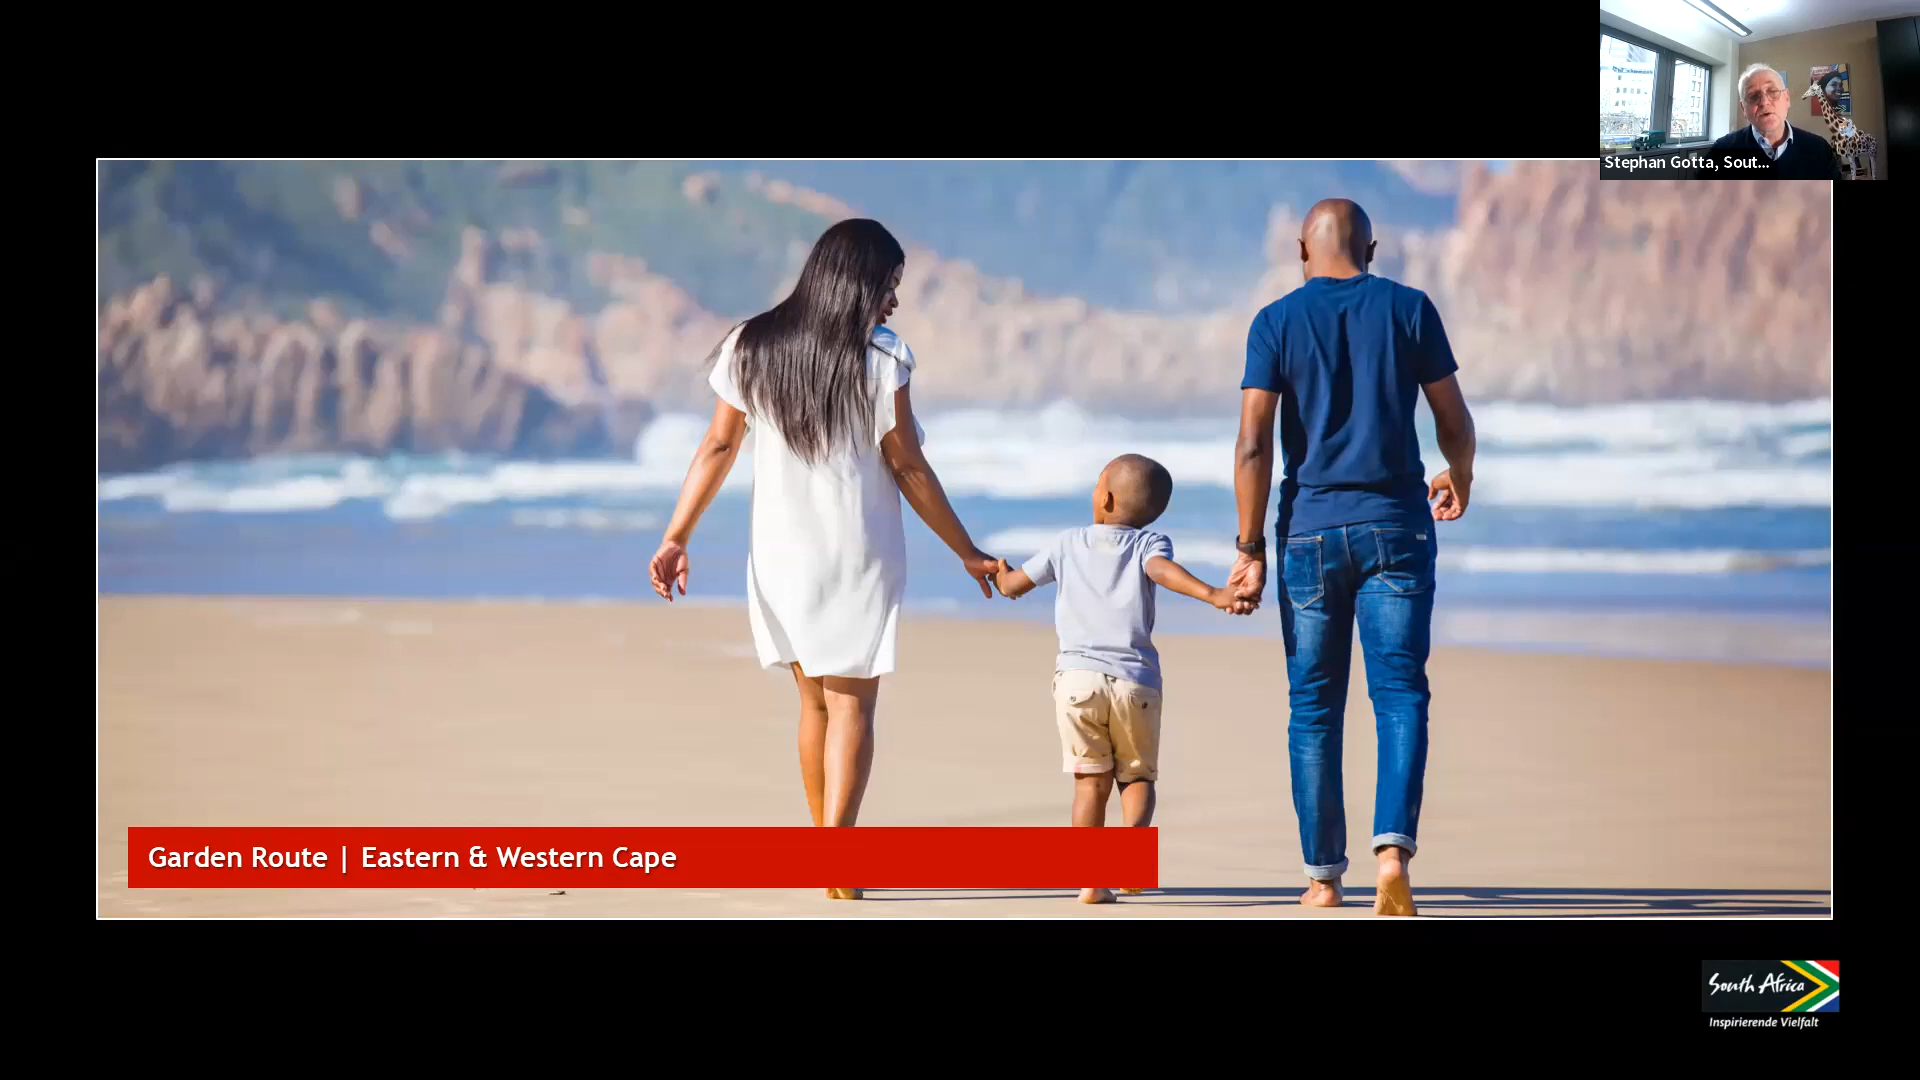 Stephan Gotta, Sout...
Garden Route | Eastern & Western Cape
South Africa
Inspirierende Vielfalt